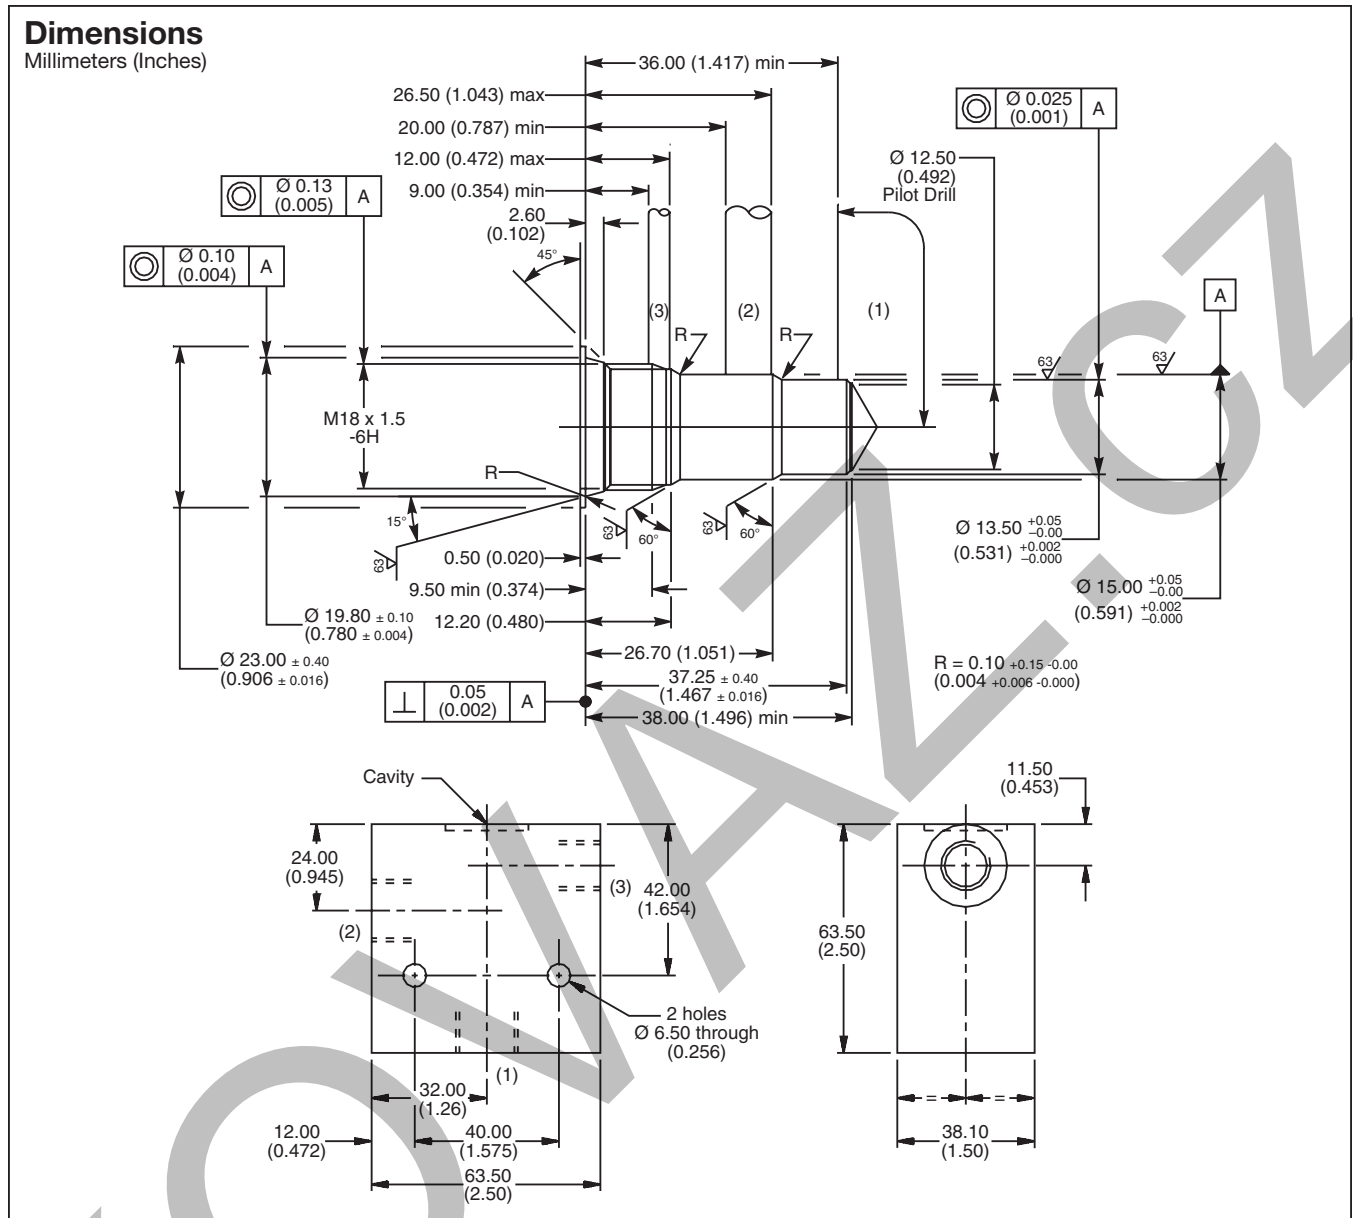 Dimensions
Millimeters (Inches)
36.00 (1.417) min
26.50 (1.043) max
20.00 (0.787) min
12.00 (0.472) max
9.00 (0.354) min
2.60
(0.102)
45°
Ø 0.025
(0.001)
A
Ø 12.50
(0.492)
Pilot Drill
Ø 0.13
(0.005)
A
Ø 0.10
(0.004)
A
A
(3)
(2)
(1)
R
R
63
63
M18 x 1.5
-6H
R
15°
63
63
60°
63
60°
0.50 (0.020)
9.50 min (0.374)
12.20 (0.480)
26.70 (1.051)
37.25 ± 0.40
(1.467 ± 0.016)
38.00 (1.496) min
Ø 19.80 ± 0.10
(0.780 ± 0.004)
Ø 23.00 ± 0.40
(0.906 ± 0.016)
Ø 13.50 +0.05 −0.00
(0.531) +0.002 −0.000
Ø 15.00 +0.05 −0.00
(0.591) +0.002 −0.000
R = 0.10 +0.15 -0.00
(0.004 +0.006 -0.000)
0.05
(0.002)
A
Cavity
24.00
(0.945)
(3)
42.00
(1.654)
(2)
2 holes
Ø 6.50 through
(0.256)
(1)
32.00
(1.26)
12.00
(0.472)
40.00
(1.575)
63.50
(2.50)
11.50
(0.453)
63.50
(2.50)
= =
38.10
(1.50)
OVAZ.CZ